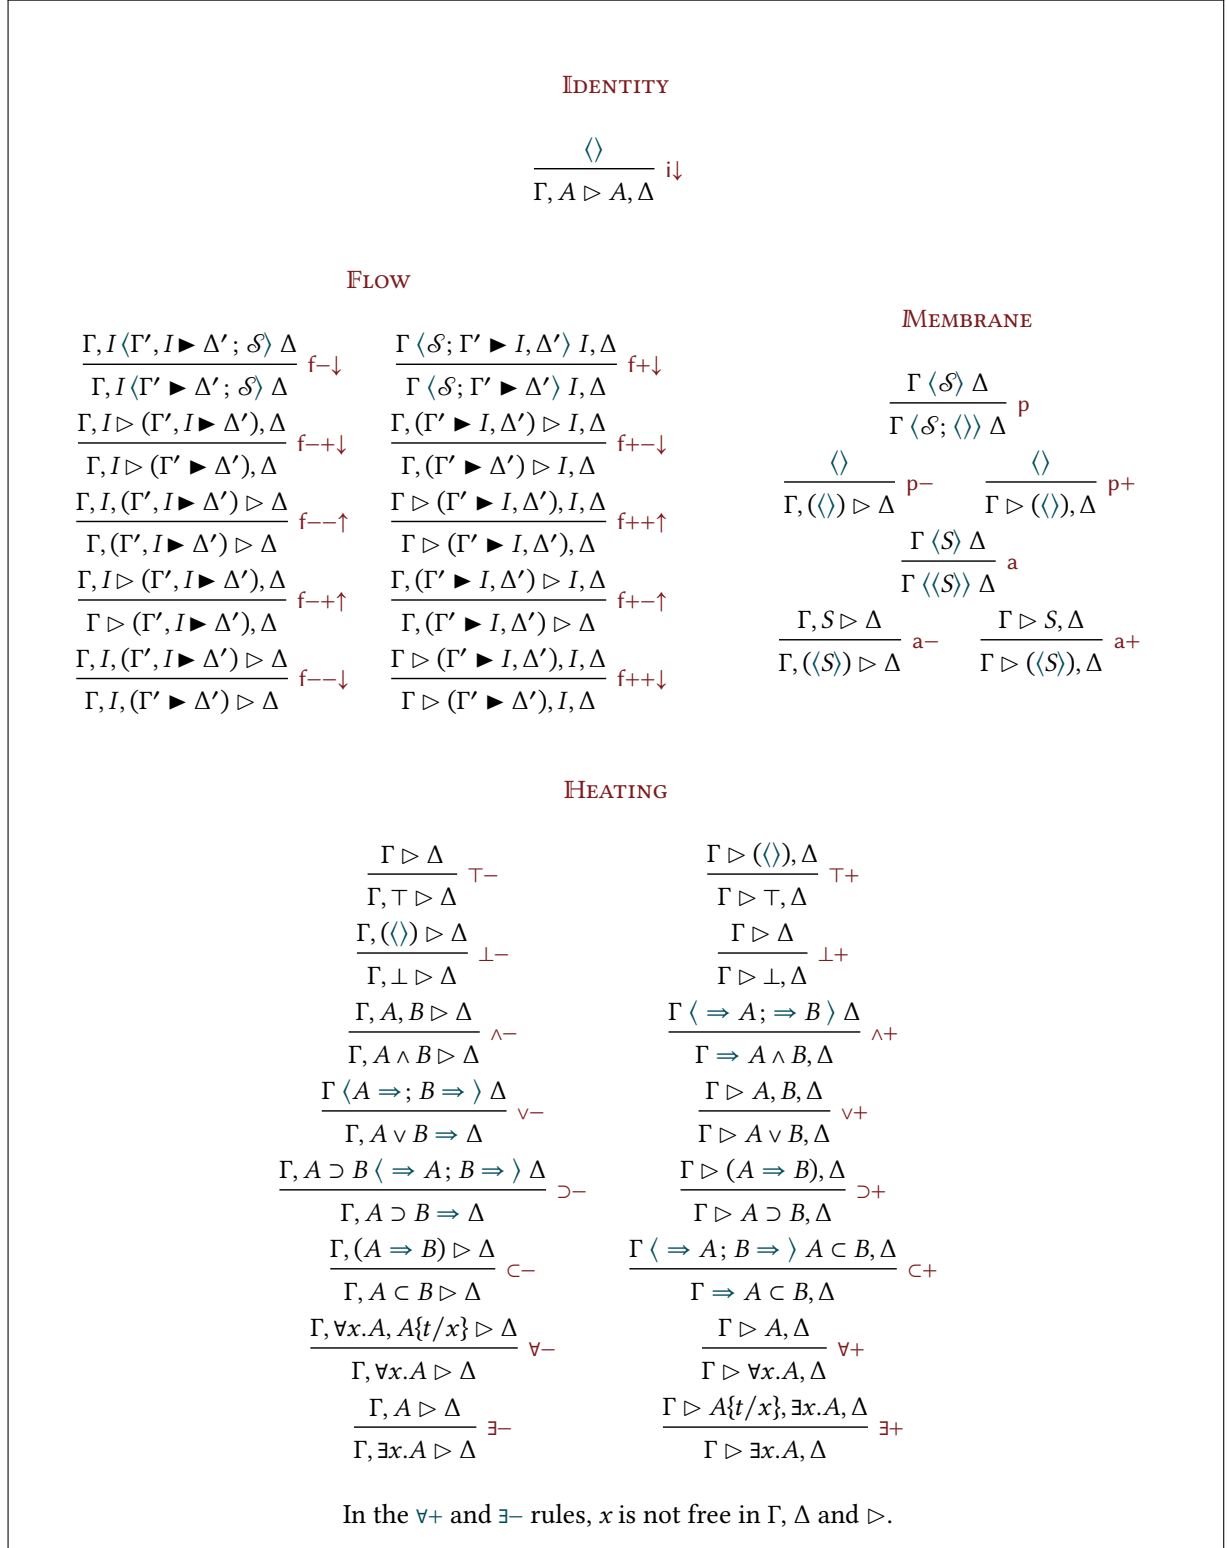 IDENTITY
⟨⟩
Γ, A ▷ A, Δ i↓
FLOW
Γ, I ⟨Γ′, I ► Δ′ ; 𝒮⟩ Δ
Γ, I ⟨Γ′ ► Δ′ ; 𝒮⟩ Δ f−↓
Γ ⟨𝒮; Γ′ ► I, Δ′⟩ I, Δ
Γ ⟨𝒮; Γ′ ► Δ′⟩ I, Δ f+↓
Γ, I ▷ (Γ′, I ► Δ′), Δ
Γ, I ▷ (Γ′ ► Δ′), Δ f−+↓
Γ, (Γ′ ► I, Δ′) ▷ I, Δ
Γ, (Γ′ ► Δ′) ▷ I, Δ f+−↓
Γ, I, (Γ′, I ► Δ′) ▷ Δ
Γ, (Γ′, I ► Δ′) ▷ Δ f−−↑
Γ ▷ (Γ′ ► I, Δ′), I, Δ
Γ ▷ (Γ′ ► I, Δ′), Δ f++↑
Γ, I ▷ (Γ′, I ► Δ′), Δ
Γ ▷ (Γ′, I ► Δ′), Δ f−+↑
Γ, (Γ′ ► I, Δ′) ▷ I, Δ
Γ, (Γ′ ► I, Δ′) ▷ Δ f+−↑
Γ, I, (Γ′, I ► Δ′) ▷ Δ
Γ, I, (Γ′ ► Δ′) ▷ Δ f−−↓
Γ ▷ (Γ′ ► I, Δ′), I, Δ
Γ ▷ (Γ′ ► Δ′), I, Δ f++↓
MEMBRANE
Γ ⟨𝒮⟩ Δ
Γ ⟨𝒮; ⟨⟩⟩ Δ p
⟨⟩
Γ, (⟨⟩) ▷ Δ p−
⟨⟩
Γ ▷ (⟨⟩), Δ p+
Γ ⟨S⟩ Δ
Γ ⟨⟨S⟩⟩ Δ a
Γ, S ▷ Δ
Γ, (⟨S⟩) ▷ Δ a−
Γ ▷ S, Δ
Γ ▷ (⟨S⟩), Δ a+
HEATING
Γ ▷ Δ
Γ, ⊤ ▷ Δ ⊤−
Γ ▷ (⟨⟩), Δ
Γ ▷ ⊤, Δ ⊤+
Γ, (⟨⟩) ▷ Δ
Γ, ⊥ ▷ Δ ⊥−
Γ ▷ Δ
Γ ▷ ⊥, Δ ⊥+
Γ, A, B ▷ Δ
Γ, A ∧ B ▷ Δ ∧−
Γ ⟨ ⇒ A; ⇒ B ⟩ Δ
Γ ⇒ A ∧ B, Δ ∧+
Γ ⟨A ⇒; B ⇒ ⟩ Δ
Γ, A ∨ B ⇒ Δ ∨−
Γ ▷ A, B, Δ
Γ ▷ A ∨ B, Δ ∨+
Γ, A ⊃ B ⟨ ⇒ A; B ⇒ ⟩ Δ
Γ, A ⊃ B ⇒ Δ ⊃−
Γ ▷ (A ⇒ B), Δ
Γ ▷ A ⊃ B, Δ ⊃+
Γ, (A ⇒ B) ▷ Δ
Γ, A ⊂ B ▷ Δ ⊂−
Γ ⟨ ⇒ A; B ⇒ ⟩ A ⊂ B, Δ
Γ ⇒ A ⊂ B, Δ ⊂+
Γ, ∀x.A, A{t/x} ▷ Δ
Γ, ∀x.A ▷ Δ ∀−
Γ ▷ A, Δ
Γ ▷ ∀x.A, Δ ∀+
Γ, A ▷ Δ
Γ, ∃x.A ▷ Δ ∃−
Γ ▷ A{t/x}, ∃x.A, Δ
Γ ▷ ∃x.A, Δ ∃+
In the ∀+ and ∃− rules, x is not free in Γ, Δ and ▷.